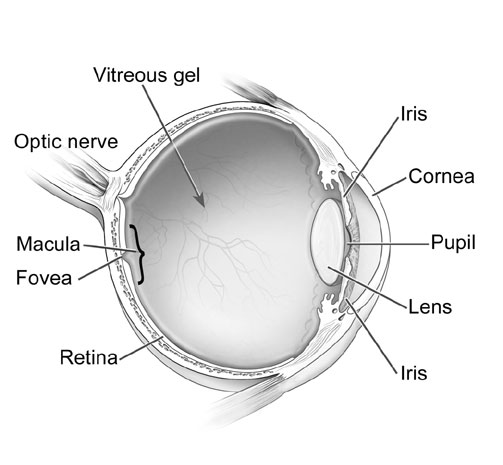 Vitreous gel
Iris
Optic nerve
Cornea
Macula
Pupil
Fovea
Lens
Retina
Iris